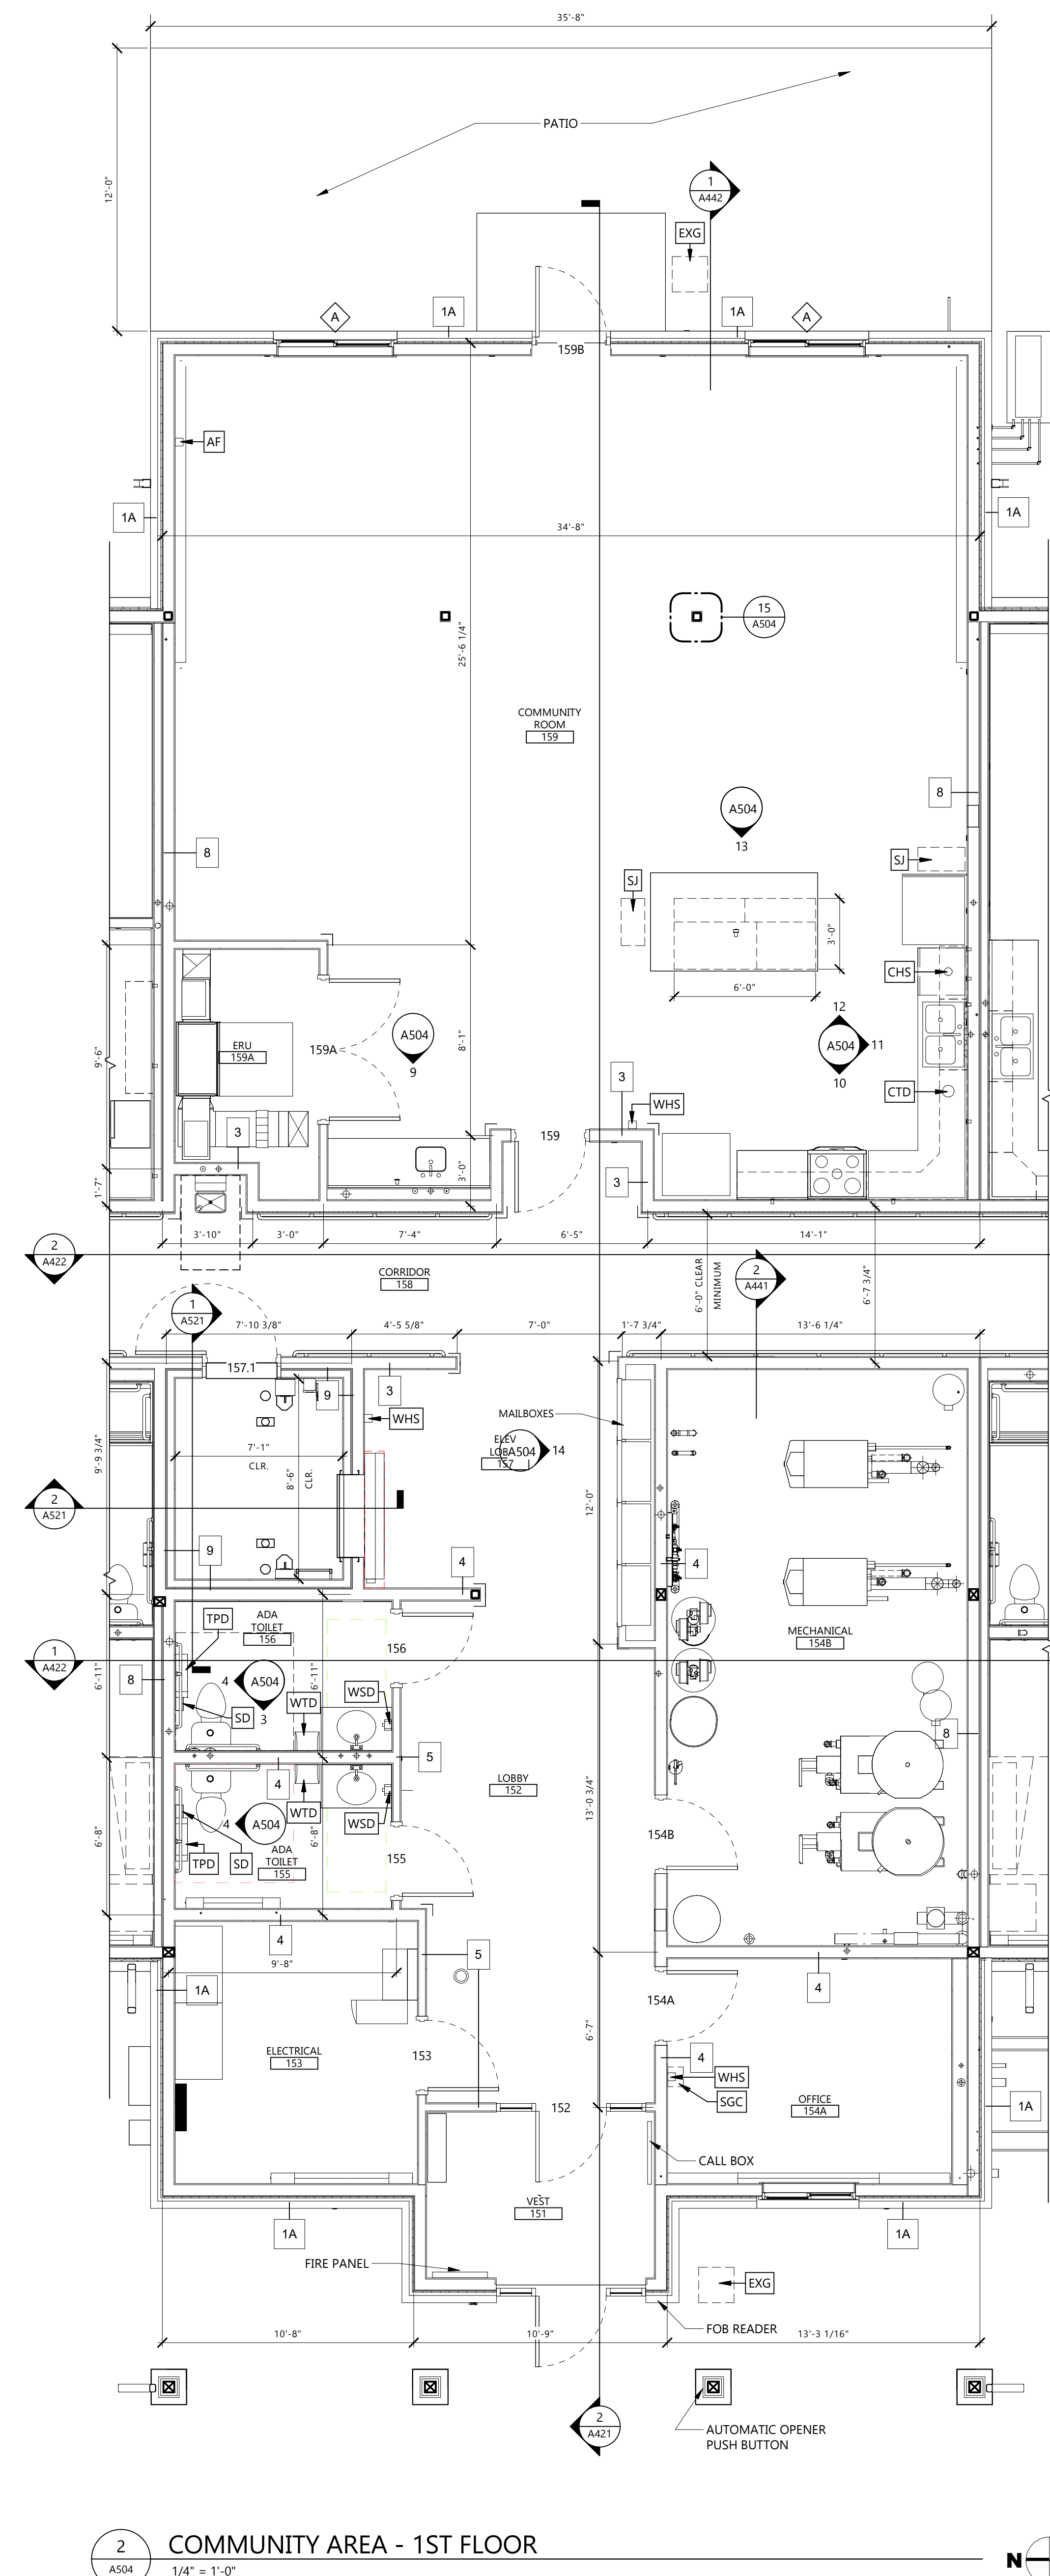 35'-8"
PATIO
12'-0"
1
A442
EXG
A
1A
1A
A
159B
AF
1A
1A
34'-8"
15
A504
25'-6 1/4"
COMMUNITY
ROOM
159
8
A504
13
8
SJ
SJ
3'-0"
CHS
6'-0"
12
ERU
159A
159A
A504
9
8'-1"
A504
11
10
9'-6"
3
CTD
WHS
3
159
3
3'-0"
1'-7"
3'-10"
3'-0"
7'-4"
6'-5"
14'-1"
2
A422
CORRIDOR
158
6'-0" CLEAR
MINIMUM
2
A441
6'-7 3/4"
1
A521
7'-10 3/8"
4'-5 5/8"
7'-0"
1'-7 3/4"
13'-6 1/4"
157.1
9
3
WHS
MAILBOXES
ELEV
LOBBY
157
A504
14
7'-1"
CLR.
8'-6"
CLR.
9'-9 3/4"
2
A521
12'-0"
9
4
4
TPD
ADA
TOILET
156
156
MECHANICAL
154B
1
A422
8
4
A504
3
6'-11"
6'-11"
SD
WTD
WSD
8
5
4
LOBBY
152
WTD
WSD
4
A504
13'-0 3/4"
154B
6'-8"
6'-8"
TPD
SD
ADA
TOILET
155
155
4
5
4
9'-8"
1A
154A
6'-7"
ELECTRICAL
153
153
4
WHS
SGC
OFFICE
154A
1A
152
CALL BOX
VEST
151
1A
1A
FIRE PANEL
EXG
FOB READER
10'-8"
10'-9"
13'-3 1/16"
2
A421
AUTOMATIC OPENER
PUSH BUTTON
2
A504
COMMUNITY AREA - 1ST FLOOR
1/4" = 1'-0"
N